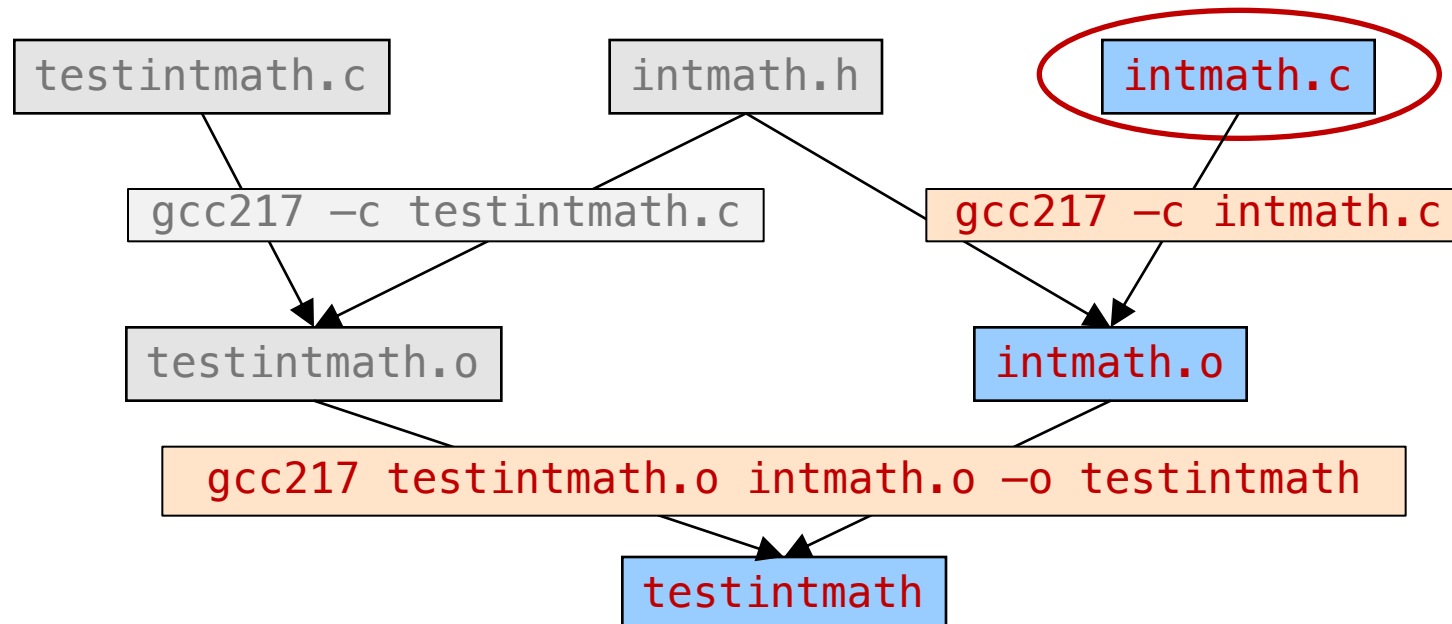 testintmath.c
intmath.h
intmath.c
gcc217 –c testintmath.c
gcc217 –c intmath.c
testintmath.o
intmath.o
gcc217 testintmath.o intmath.o –o testintmath
testintmath